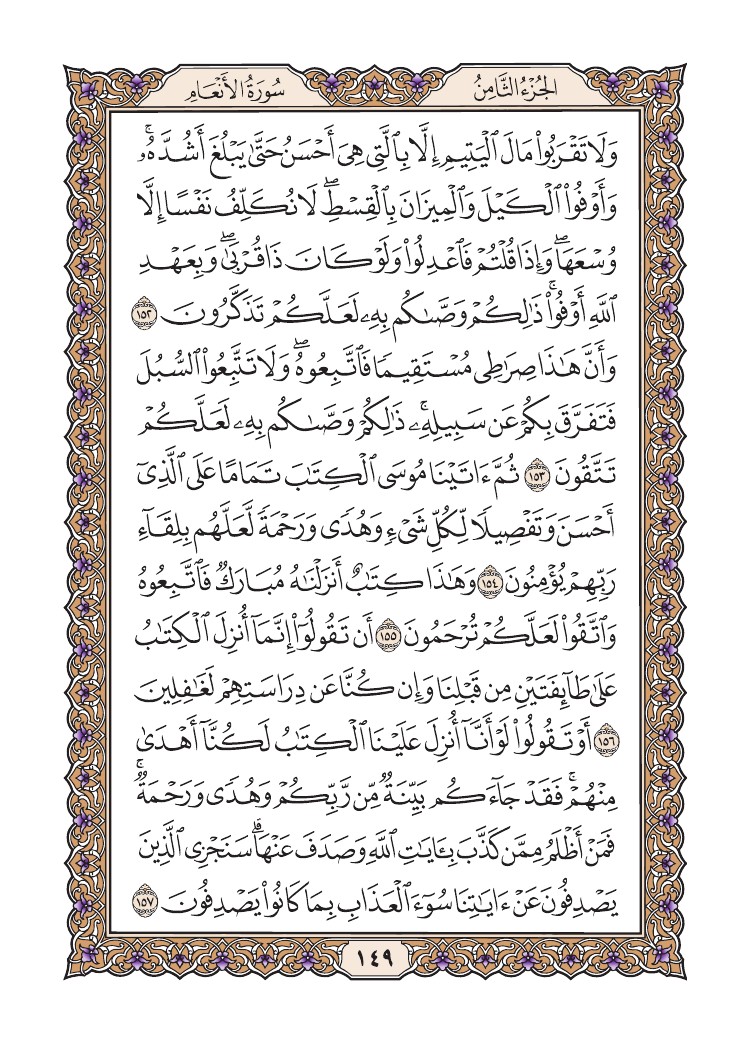 الجُزْءُ الثَّامِنُ
سُورَةُ الأَنْعَامِ
وَلَا تَقْرَبُوا۟ مَالَ ٱلْيَتِيمِ إِلَّا بِٱلَّتِى هِىَ أَحْسَنُ حَتَّىٰ يَبْلُغَ أَشُدَّهُۥ ۚ
وَأَوْفُوا۟ ٱلْكَيْلَ وَٱلْمِيزَانَ بِٱلْقِسْطِ ۖ لَا نُكَلِّفُ نَفْسًا إِلَّا
وُسْعَهَا ۖ وَإِذَا قُلْتُمْ فَٱعْدِلُوا۟ وَلَوْ كَانَ ذَا قُرْبَىٰ ۖ وَبِعَهْدِ
ٱللَّهِ أَوْفُوا۟ ۚ ذَٰلِكُمْ وَصَّىٰكُم بِهِۦ لَعَلَّكُمْ تَذَكَّرُونَ ١٥٢
وَأَنَّ هَـٰذَا صِرَٰطِى مُسْتَقِيمًا فَٱتَّبِعُوهُ ۖ وَلَا تَتَّبِعُوا۟ ٱلسُّبُلَ
فَتَفَرَّقَ بِكُمْ عَن سَبِيلِهِۦ ۚ ذَٰلِكُمْ وَصَّىٰكُم بِهِۦ لَعَلَّكُمْ
تَتَّقُونَ ١٥٣ ثُمَّ ءَاتَيْنَا مُوسَى ٱلْكِتَـٰبَ تَمَامًا عَلَى ٱلَّذِىٓ
أَحْسَنَ وَتَفْصِيلًا لِّكُلِّ شَىْءٍ وَهُدًى وَرَحْمَةً لَّعَلَّهُم بِلِقَآءِ
رَبِّهِمْ يُؤْمِنُونَ ١٥٤ وَهَـٰذَا كِتَـٰبٌ أَنزَلْنَـٰهُ مُبَارَكٌ فَٱتَّبِعُوهُ
وَٱتَّقُوا۟ لَعَلَّكُمْ تُرْحَمُونَ ١٥٥ أَن تَقُولُوٓا۟ إِنَّمَآ أُنزِلَ ٱلْكِتَـٰبُ
عَلَىٰ طَآئِفَتَيْنِ مِن قَبْلِنَا وَإِن كُنَّا عَن دِرَاسَتِهِمْ لَغَـٰفِلِينَ
١٥٦ أَوْ تَقُولُوا۟ لَوْ أَنَّآ أُنزِلَ عَلَيْنَا ٱلْكِتَـٰبُ لَكُنَّآ أَهْدَىٰ
مِنْهُمْ ۚ فَقَدْ جَآءَكُم بَيِّنَةٌ مِّن رَّبِّكُمْ وَهُدًى وَرَحْمَةٌ ۚ
فَمَنْ أَظْلَمُ مِمَّن كَذَّبَ بِـَٔايَـٰتِ ٱللَّهِ وَصَدَفَ عَنْهَا ۗ سَنَجْزِى ٱلَّذِينَ
يَصْدِفُونَ عَنْ ءَايَـٰتِنَا سُوٓءَ ٱلْعَذَابِ بِمَا كَانُوا۟ يَصْدِفُونَ ١٥٧
١٤٩